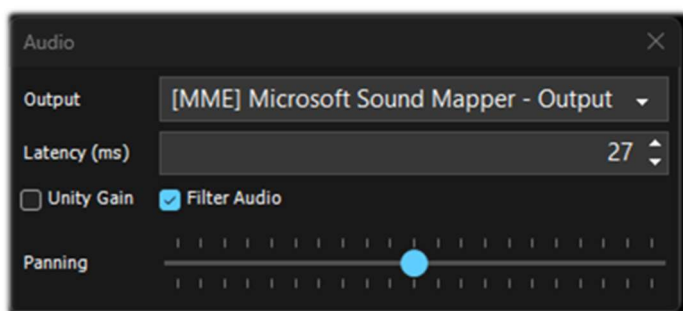 Audio
Output [MME] Microsoft Sound Mapper - Output
Latency (ms) 27
Unity Gain Filter Audio
Panning